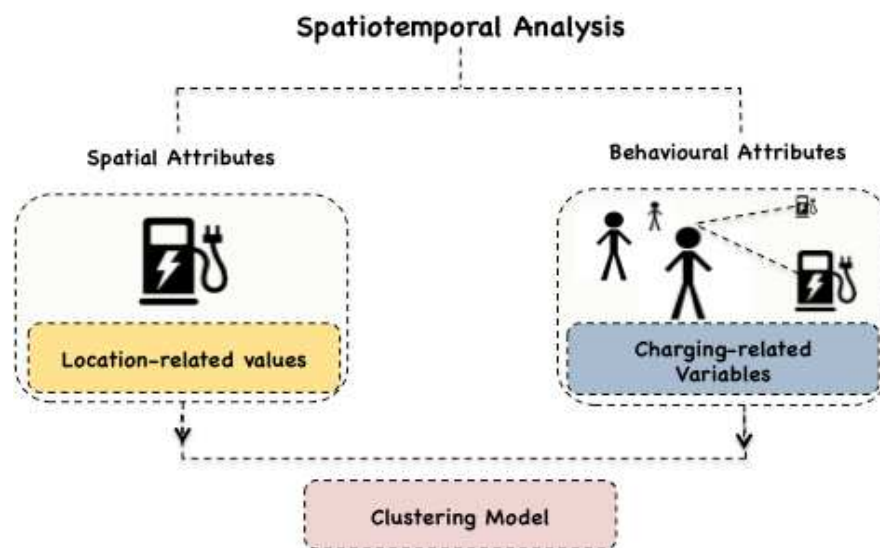 Spatiotemporal Analysis
Spatial Attributes
Behavioural Attributes
Location-related values
Charging-related
Variables
Clustering Model